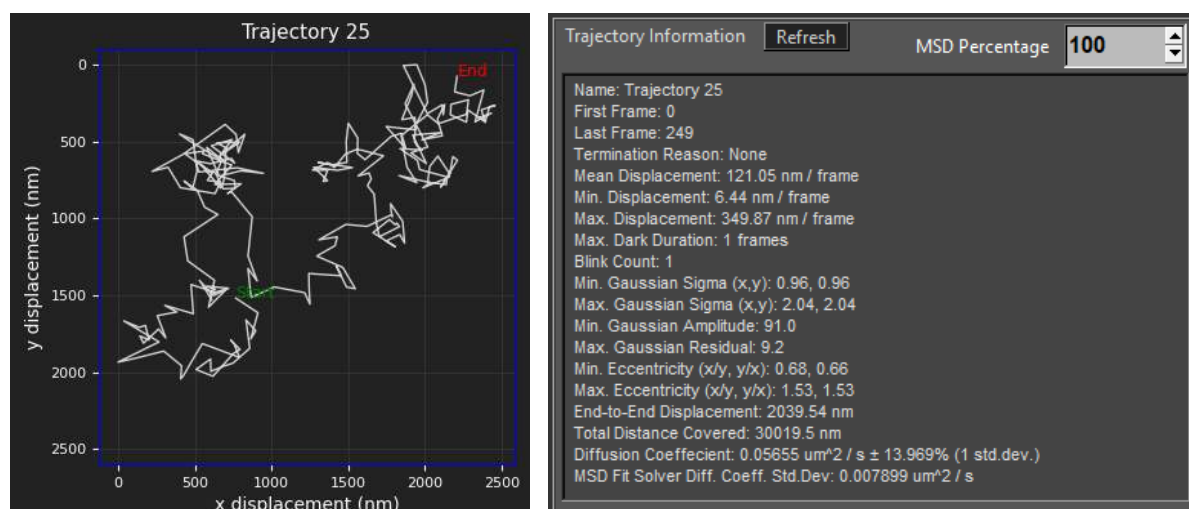 Trajectory 25
0
500
1000
1500
2000
2500
y displacement (nm)
End
Start
0 500 1000 1500 2000 2500
x displacement (nm)
Trajectory Information Refresh MSD Percentage 100
Name: Trajectory 25
First Frame: 0
Last Frame: 249
Termination Reason: None
Mean Displacement: 121.05 nm / frame
Min. Displacement: 6.44 nm / frame
Max. Displacement: 349.87 nm / frame
Max. Dark Duration: 1 frames
Blink Count: 1
Min. Gaussian Sigma (x,y): 0.96, 0.96
Max. Gaussian Sigma (x,y): 2.04, 2.04
Min. Gaussian Amplitude: 91.0
Max. Gaussian Residual: 9.2
Min. Eccentricity (x/y, y/x): 0.68, 0.66
Max. Eccentricity (x/y, y/x): 1.53, 1.53
End-to-End Displacement: 2039.54 nm
Total Distance Covered: 30019.5 nm
Diffusion Coeffecient: 0.05655 um^2 / s ± 13.969% (1 std.dev.)
MSD Fit Solver Diff. Coeff. Std.Dev: 0.007899 um^2 / s